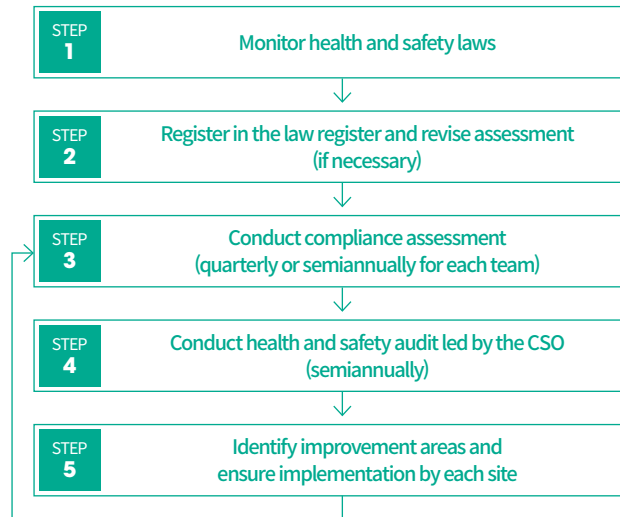 STEP
1
Monitor health and safety laws
STEP
2
Register in the law register and revise assessment
(if necessary)
STEP
3
Conduct compliance assessment
(quarterly or semiannually for each team)
STEP
4
Conduct health and safety audit led by the CSO
(semiannually)
STEP
5
Identify improvement areas and
ensure implementation by each site